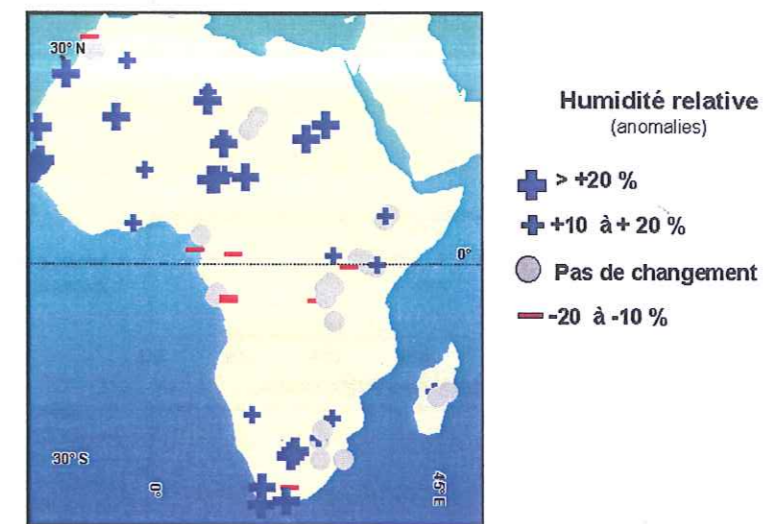 30° N
0°
30° S
0°
45° E
Humidité relative
(anomalies)
> +20 %
+10 à + 20 %
Pas de changement
-20 à -10 %